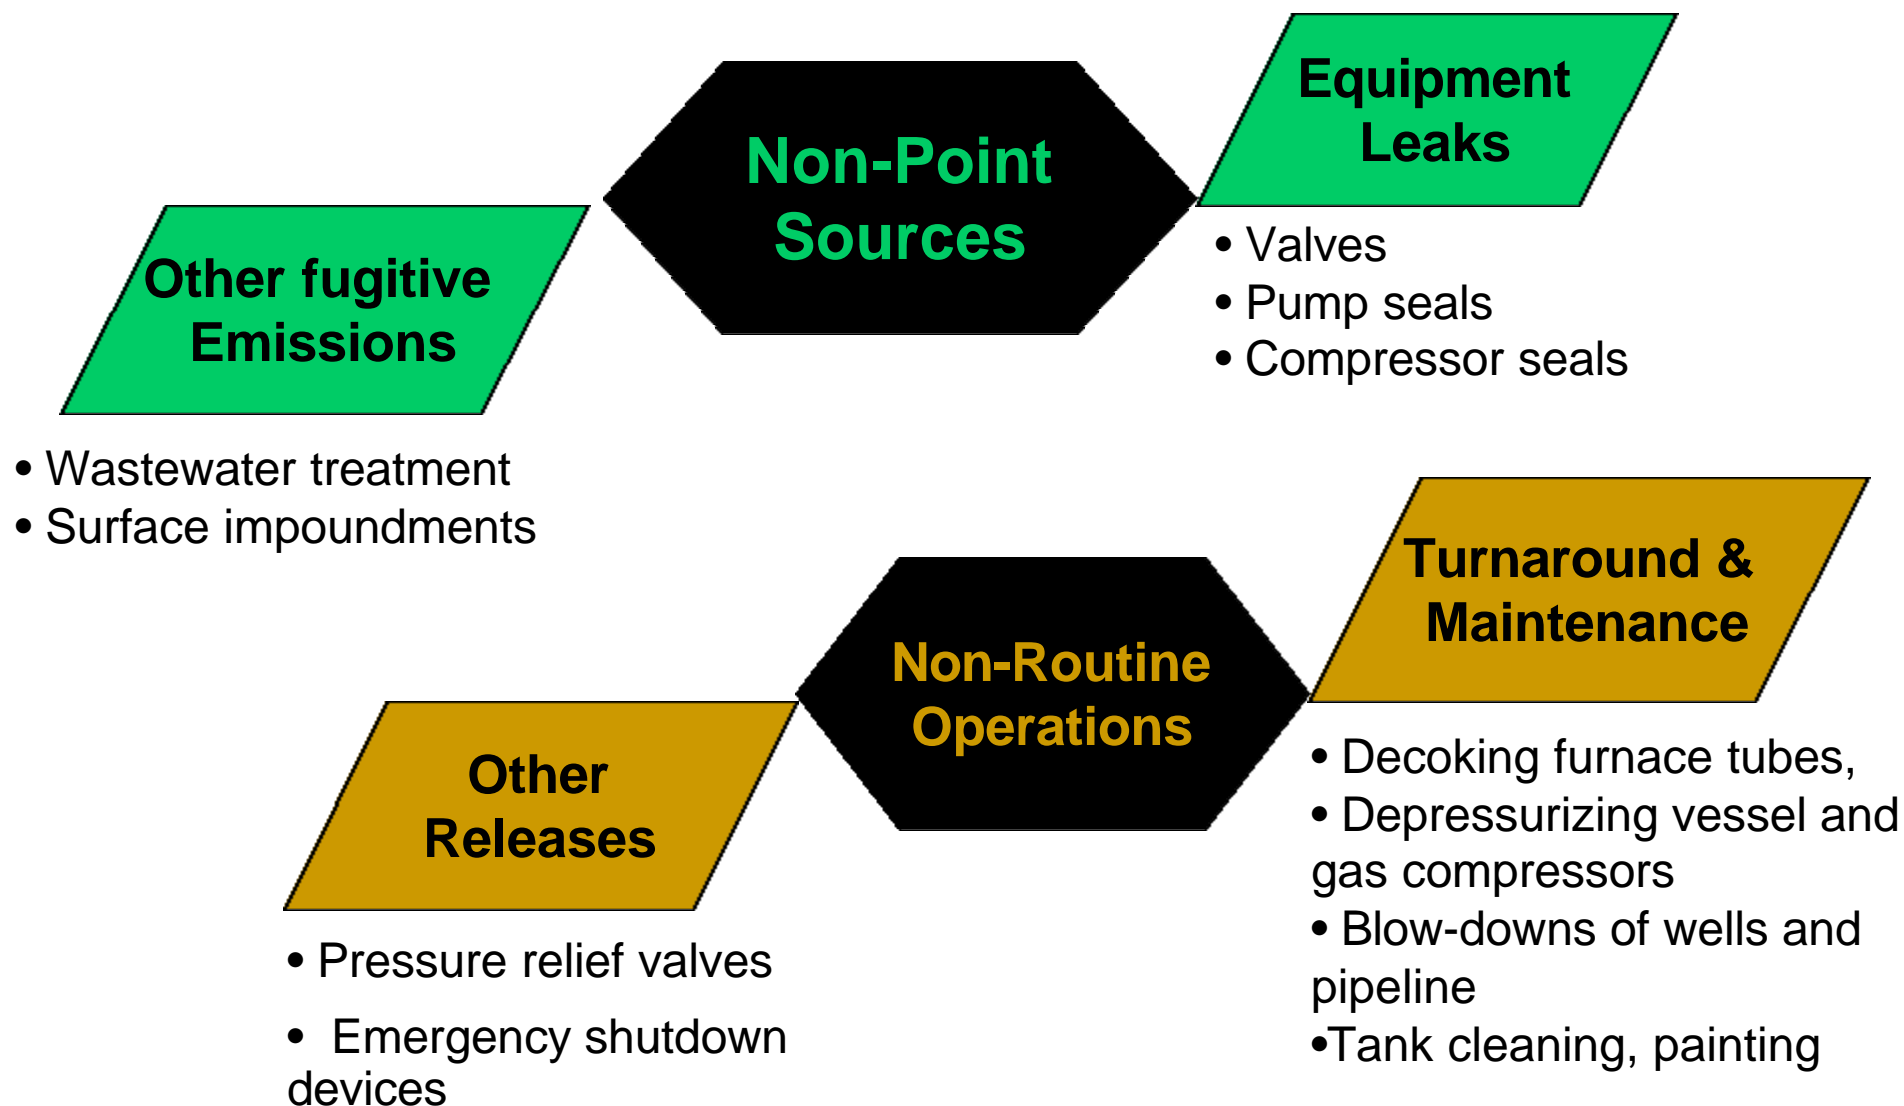 Non-Point
Sources
Equipment
Leaks
• Valves
• Pump seals
• Compressor seals
Other fugitive
Emissions
• Wastewater treatment
• Surface impoundments
Non-Routine
Operations
Turnaround &
Maintenance
• Decoking furnace tubes,
• Depressurizing vessel and
gas compressors
• Blow-downs of wells and
pipeline
•Tank cleaning, painting
Other
Releases
• Pressure relief valves
• Emergency shutdown
devices